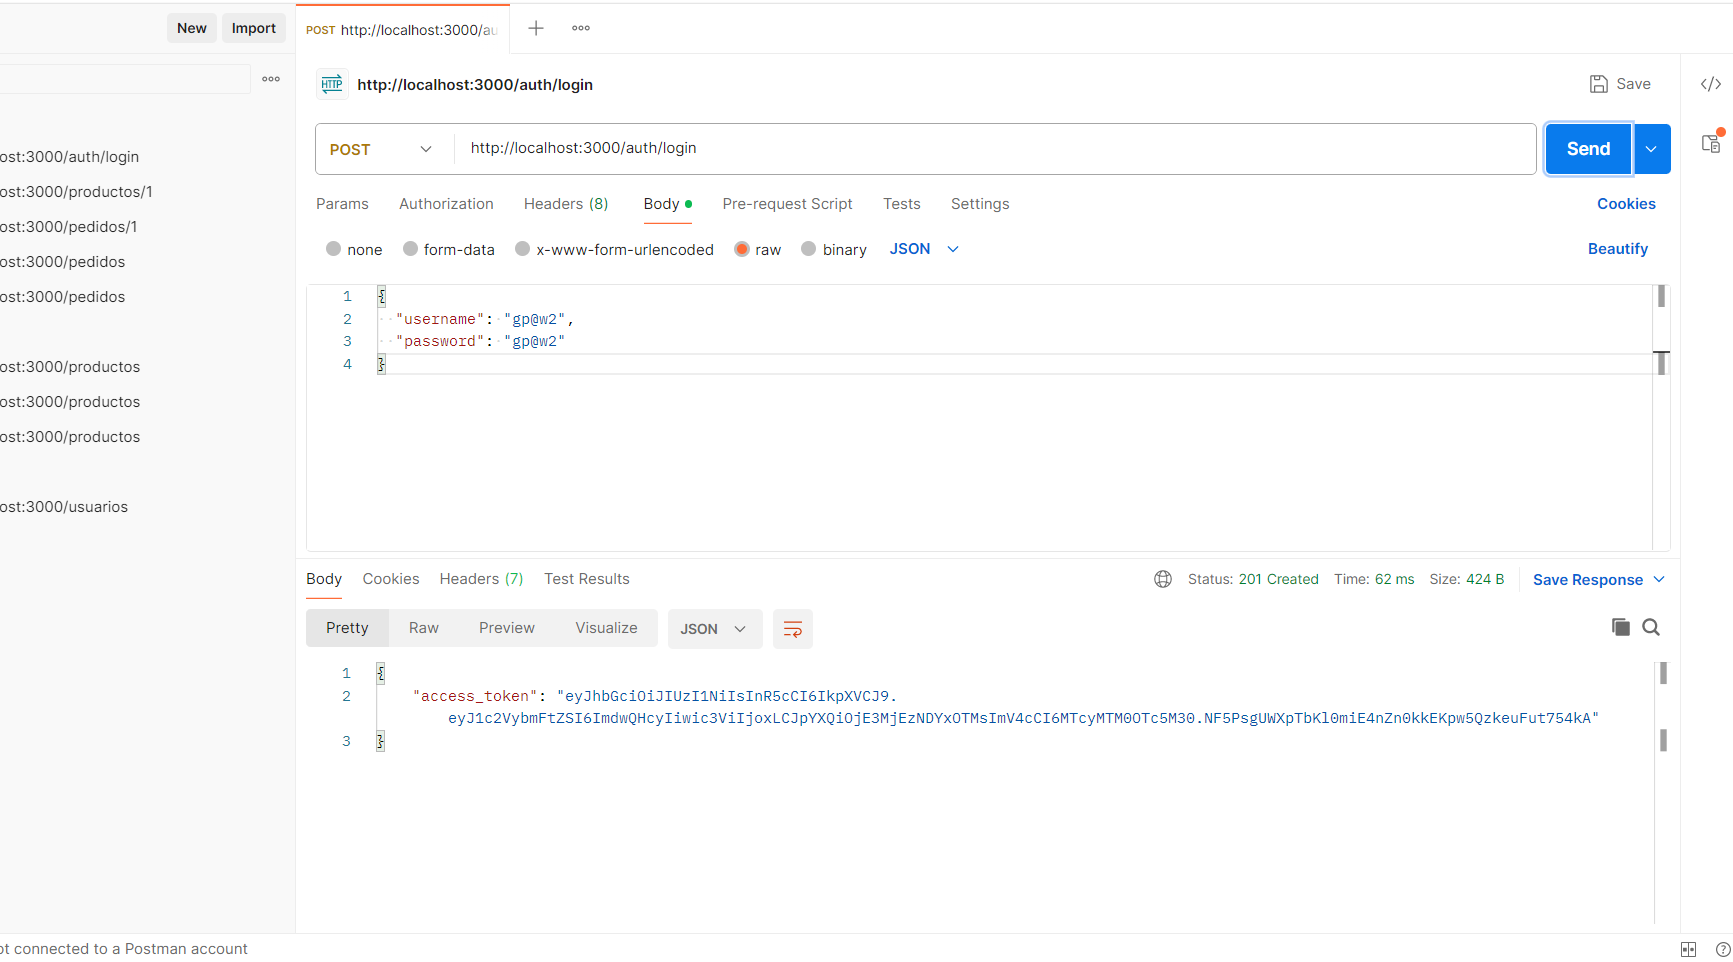 New Import
POST http://localhost:3000/au
http://localhost:3000/auth/login
Save
ost:3000/auth/login
ost:3000/productos/1
ost:3000/pedidos/1
ost:3000/pedidos
ost:3000/pedidos
ost:3000/productos
ost:3000/productos
ost:3000/productos
ost:3000/usuarios
POST http://localhost:3000/auth/login Send
Params Authorization Headers (8) Body Pre-request Script Tests Settings Cookies
none form-data x-www-form-urlencoded raw binary JSON Beautify
1 {
2 "username": "gp@w2",
3 "password": "gp@w2"
4 }
Body Cookies Headers (7) Test Results Status: 201 Created Time: 62 ms Size: 424 B Save Response
Pretty Raw Preview Visualize JSON
1 {
2 "access_token": "eyJhbGciOiJIUzI1NiIsInR5cCI6IkpXVCJ9.
eyJ1c2VybmFtZSI6ImdwQHcyIiwic3ViIjoxLCJpYXQiOjE3MjEzNDYxOTMsImV4cCI6MTcyMTM0OTc5M30.NF5PsgUWXpTbKl0miE4nZn0kkEKpw5QzkeuFut754kA"
3 }
ot connected to a Postman account